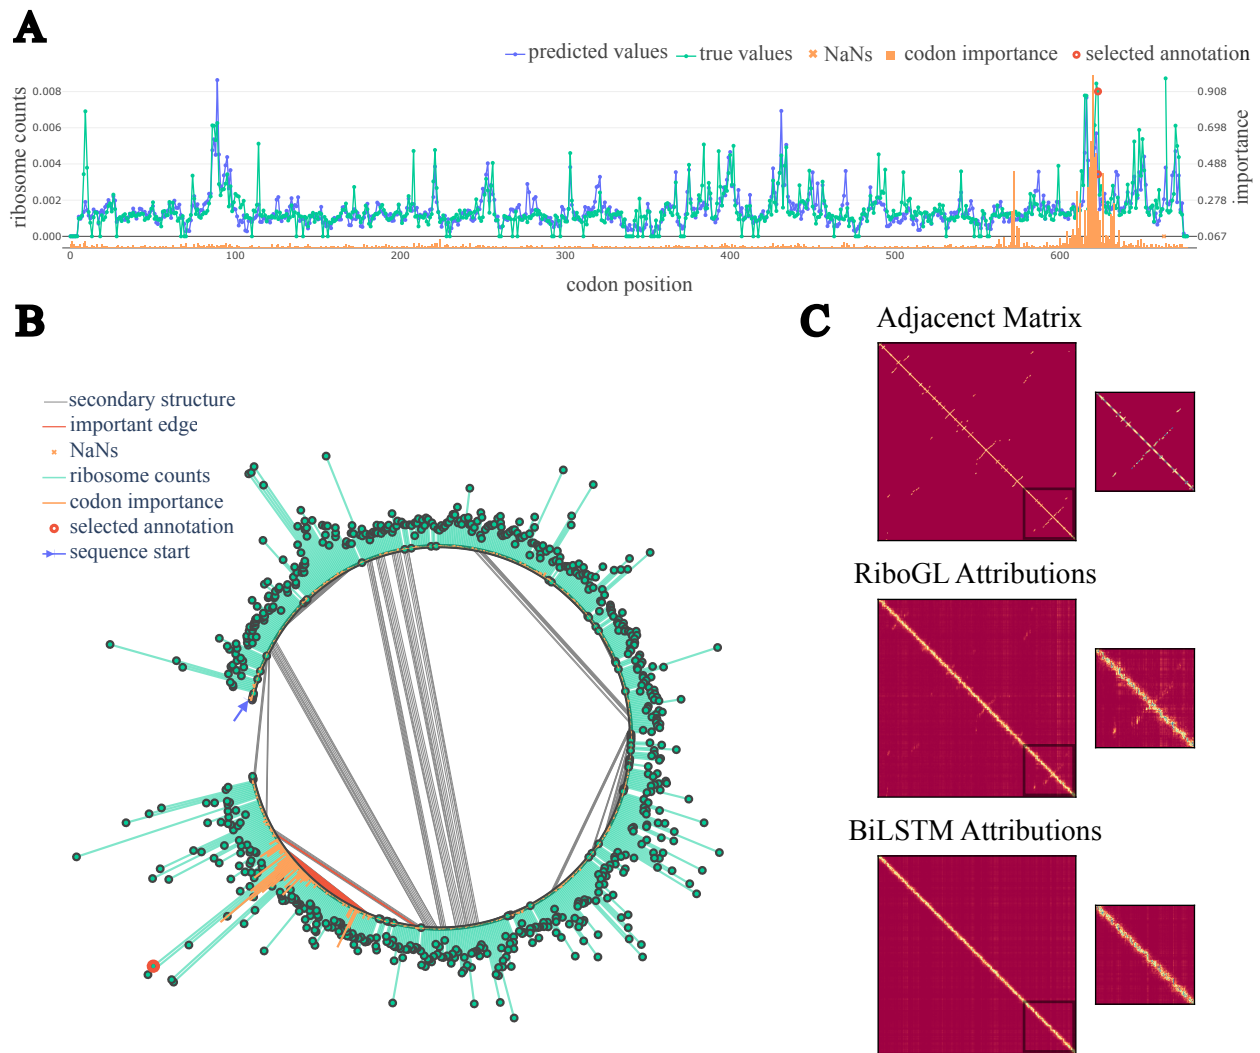 A
predicted values true values NaNs codon importance selected annotation
ribosome counts
0.008
0.006
0.004
0.002
0.000
0.908
0.698
0.488
0.278
0.067
importance
0 100 200 300 400 500 600
codon position
B
secondary structure
important edge
NaNs
ribosome counts
codon importance
selected annotation
sequence start
C
Adjacenct Matrix
RiboGL Attributions
BiLSTM Attributions